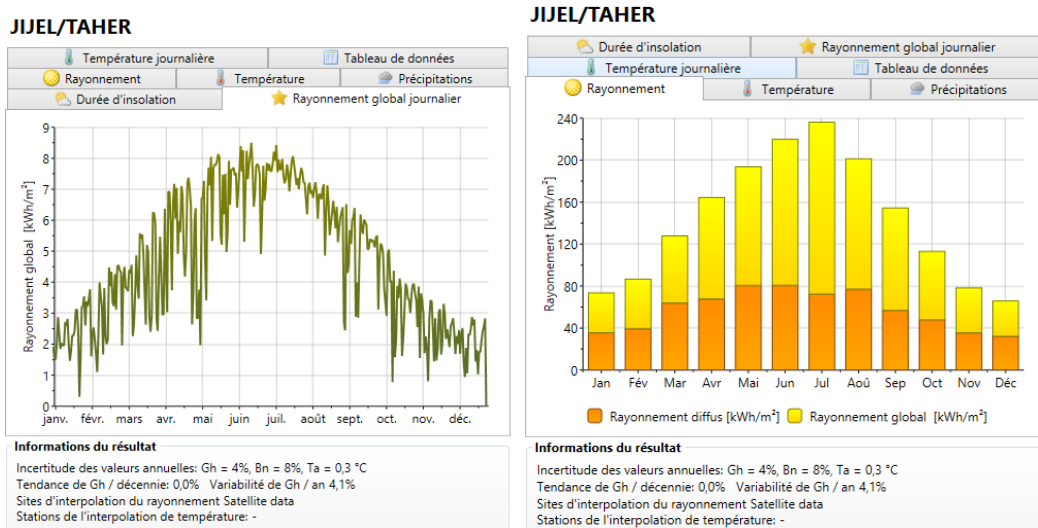 JIJEL/TAHER
Température journalière
Tableau de données
Rayonnement
Température
Précipitations
Durée d'insolation
Rayonnement global journalier
Rayonnement global [kWh/m²]
9
8
7
6
5
4
3
2
1
0
janv. févr. mars avr. mai juin juil. août sept. oct. nov. déc.
Informations du résultat
Incertitude des valeurs annuelles: Gh = 4%, Bn = 8%, Ta = 0,3 °C
Tendance de Gh / décennie: 0,0% Variabilité de Gh / an 4,1%
Sites d'interpolation du rayonnement Satellite data
Stations de l'interpolation de température: -
JIJEL/TAHER
Durée d'insolation
Rayonnement global journalier
Température journalière
Tableau de données
Rayonnement
Température
Précipitations
Rayonnement [kWh/m²]
240
200
160
120
80
40
0
Jan Fév Mar Avr Mai Jun Jul Aoû Sep Oct Nov Déc
Rayonnement diffus [kWh/m²] Rayonnement global [kWh/m²]
Informations du résultat
Incertitude des valeurs annuelles: Gh = 4%, Bn = 8%, Ta = 0,3 °C
Tendance de Gh / décennie: 0,0% Variabilité de Gh / an 4,1%
Sites d'interpolation du rayonnement Satellite data
Stations de l'interpolation de température: -